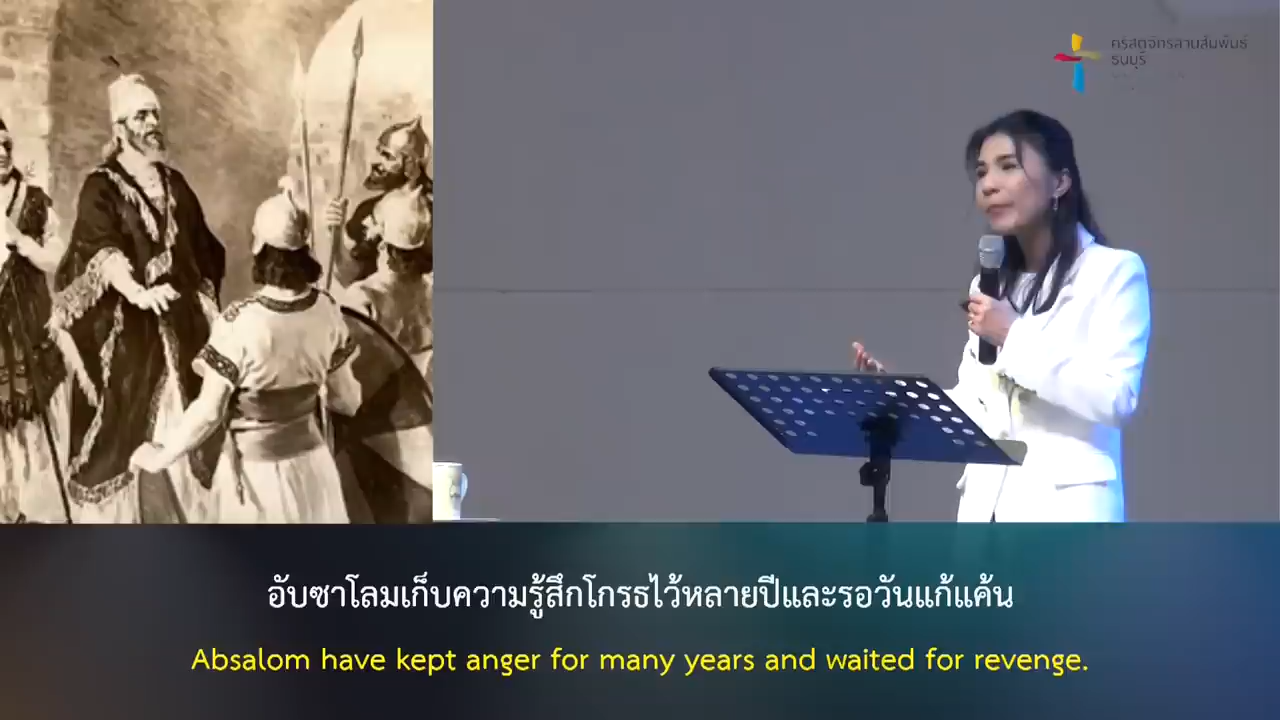 คริสตจักรสานสัมพันธ์
ธนบุรี
อับซาโลมเก็บความรู้สึกโกรธไว้หลายปีและรอวันแก้แค้น
Absalom have kept anger for many years and waited for revenge.